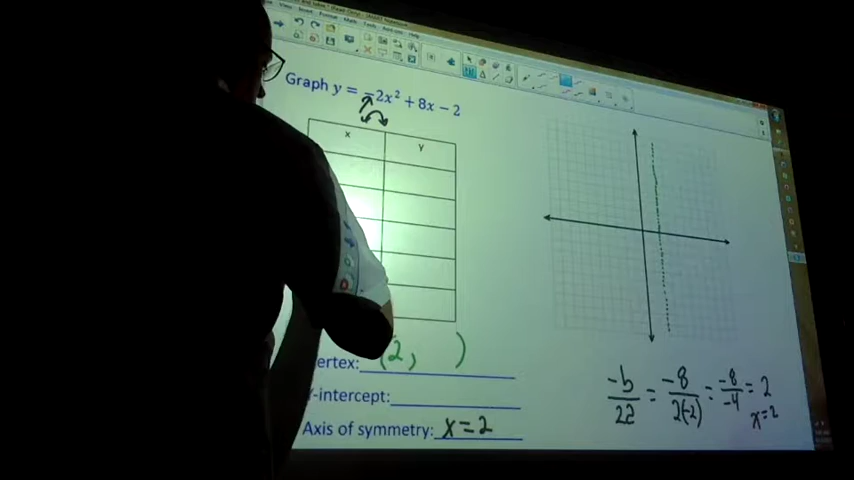 Graph y = -2x² + 8x - 2
x y
ertex: (2, )
Y-intercept:
Axis of symmetry: x = 2
-b/2a = -8/2(-2) = -8/-4 = 2
x = 2